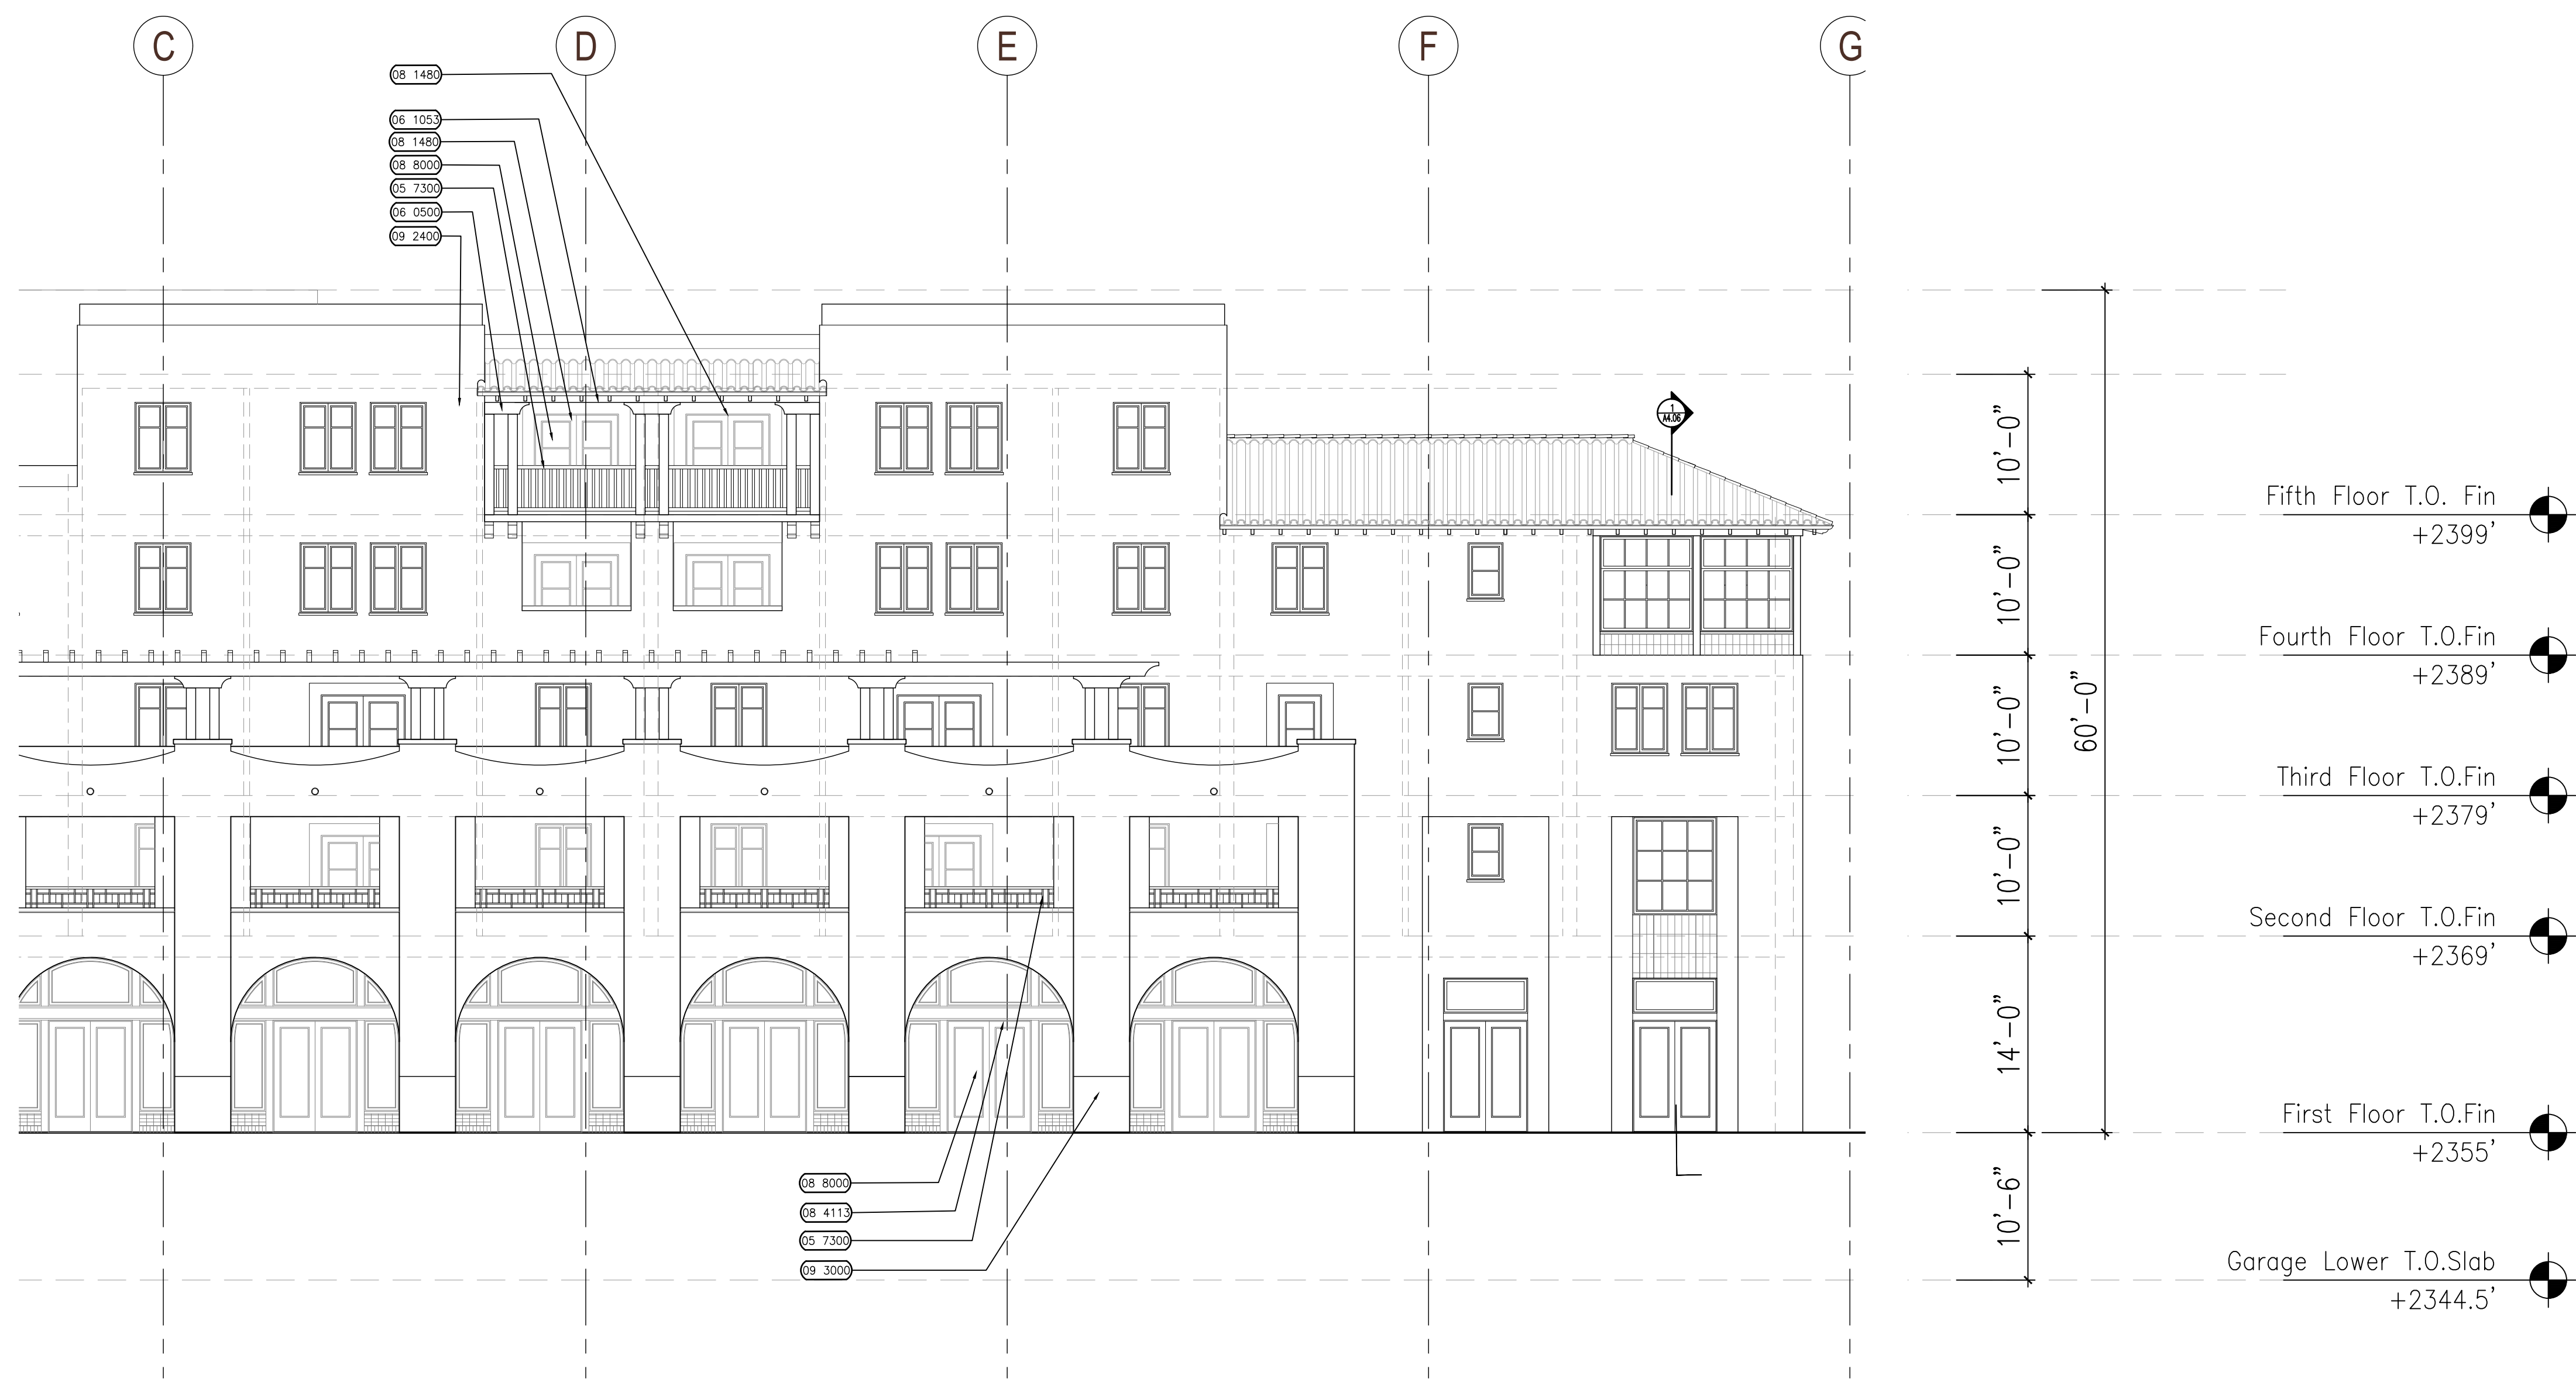 C
D
E
F
G
08 1480
06 1053
08 1480
08 8000
05 7300
06 0500
09 2400
1
A4.06
10'-0"
10'-0"
10'-0"
10'-0"
14'-0"
10'-6"
60'-0"
Fifth Floor T.O. Fin
+2399'
Fourth Floor T.O.Fin
+2389'
Third Floor T.O.Fin
+2379'
Second Floor T.O.Fin
+2369'
First Floor T.O.Fin
+2355'
Garage Lower T.O.Slab
+2344.5'
08 8000
08 4113
05 7300
09 3000